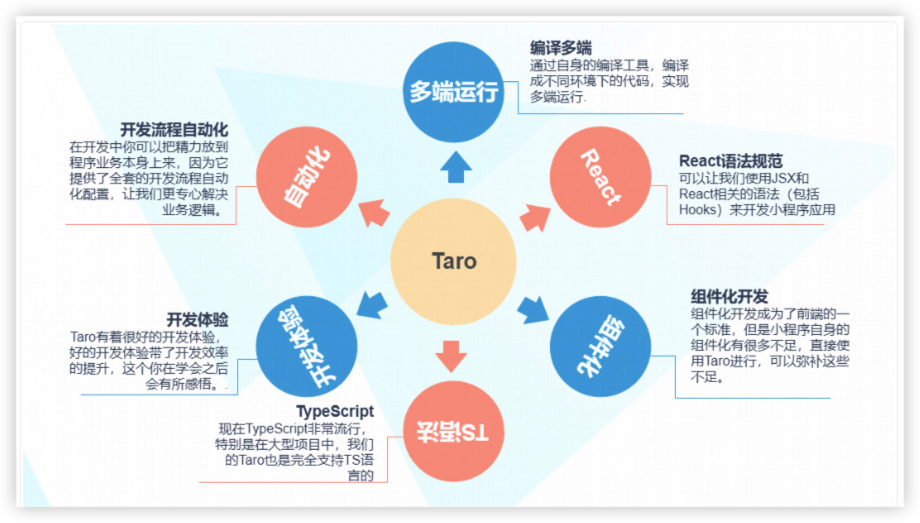 多端运行
编译多端
通过自身的编译工具，编译
成不同环境下的代码，实现
多端运行.
开发流程自动化
在开发中你可以把精力放到
程序业务本身上来，因为它
提供了全套的开发流程自动
化配置，让我们更专心解决
业务逻辑。
自动化
React
React语法规范
可以让我们使用JSX和
React相关的语法（包括
Hooks）来开发小程序应用
Taro
开发体验
Taro有着很好的开发体验，
好的开发体验带了开发效率
的提升，这个你在学会之后
会有所感悟。.
开发体验
组件化
组件化开发
组件化开发成为了前端的一
个标准，但是小程序自身的
组件化有很多不足，直接使
用Taro进行，可以弥补这些
不足。
TypeScript
现在TypeScript非常流行，
特别是在大型项目中，我们
的Taro也是完全支持TS语
言的
TS语法